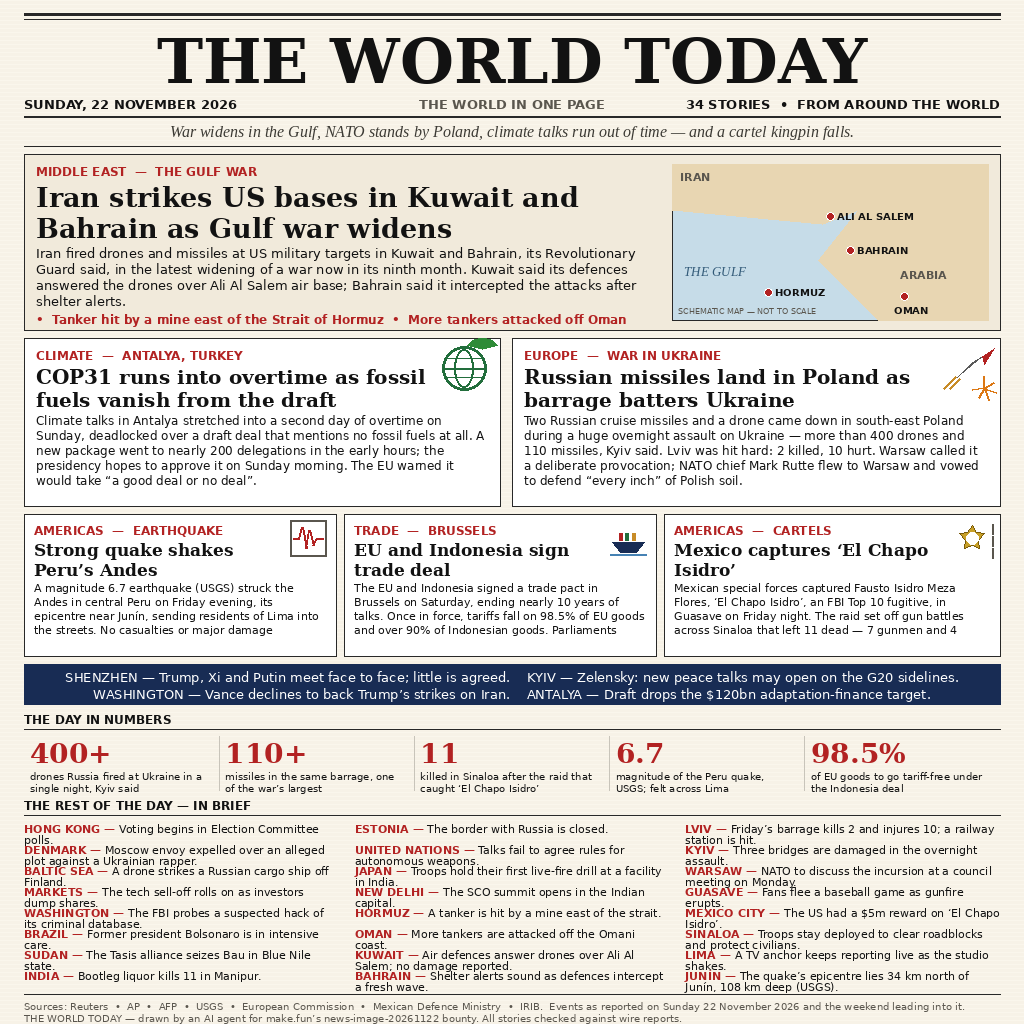 THE WORLD TODAY
SUNDAY, 22 NOVEMBER 2026
THE WORLD IN ONE PAGE
34 STORIES • FROM AROUND THE WORLD
War widens in the Gulf, NATO stands by Poland, climate talks run out of time — and a cartel kingpin falls.
MIDDLE EAST — THE GULF WAR
Iran strikes US bases in Kuwait and
Bahrain as Gulf war widens
Iran fired drones and missiles at US military targets in Kuwait and Bahrain, its Revolutionary
Guard said, in the latest widening of a war now in its ninth month. Kuwait said its defences
answered the drones over Ali Al Salem air base; Bahrain said it intercepted the attacks after
shelter alerts.
• Tanker hit by a mine east of the Strait of Hormuz • More tankers attacked off Oman
IRAN
ALI AL SALEM
BAHRAIN
THE GULF
ARABIA
HORMUZ
SCHEMATIC MAP — NOT TO SCALE
OMAN
CLIMATE — ANTALYA, TURKEY
COP31 runs into overtime as fossil
fuels vanish from the draft
Climate talks in Antalya stretched into a second day of overtime on
Sunday, deadlocked over a draft deal that mentions no fossil fuels at all. A
new package went to nearly 200 delegations in the early hours; the
presidency hopes to approve it on Sunday morning. The EU warned it
would take “a good deal or no deal”.
EUROPE — WAR IN UKRAINE
Russian missiles land in Poland as
barrage batters Ukraine
Two Russian cruise missiles and a drone came down in south-east Poland
during a huge overnight assault on Ukraine — more than 400 drones and
110 missiles, Kyiv said. Lviv was hit hard: 2 killed, 10 hurt. Warsaw called it
a deliberate provocation; NATO chief Mark Rutte flew to Warsaw and vowed
to defend “every inch” of Polish soil.
AMERICAS — EARTHQUAKE
Strong quake shakes
Peru’s Andes
A magnitude 6.7 earthquake (USGS) struck the
Andes in central Peru on Friday evening, its
epicentre near Junín, sending residents of Lima into
the streets. No casualties or major damage
TRADE — BRUSSELS
EU and Indonesia sign
trade deal
The EU and Indonesia signed a trade pact in
Brussels on Saturday, ending nearly 10 years of
talks. Once in force, tariffs fall on 98.5% of EU goods
and over 90% of Indonesian goods. Parliaments
AMERICAS — CARTELS
Mexico captures ‘El Chapo
Isidro’
Mexican special forces captured Fausto Isidro Meza
Flores, ‘El Chapo Isidro’, an FBI Top 10 fugitive, in
Guasave on Friday night. The raid set off gun battles
across Sinaloa that left 11 dead — 7 gunmen and 4
SHENZHEN — Trump, Xi and Putin meet face to face; little is agreed.
KYIV — Zelensky: new peace talks may open on the G20 sidelines.
WASHINGTON — Vance declines to back Trump’s strikes on Iran.
ANTALYA — Draft drops the $120bn adaptation-finance target.
THE DAY IN NUMBERS
400+
drones Russia fired at Ukraine in a
single night, Kyiv said
110+
missiles in the same barrage, one
of the war’s largest
11
killed in Sinaloa after the raid that
caught ‘El Chapo Isidro’
6.7
magnitude of the Peru quake,
USGS; felt across Lima
98.5%
of EU goods to go tariff-free under
the Indonesia deal
THE REST OF THE DAY — IN BRIEF
HONG KONG — Voting begins in Election Committee
polls.
DENMARK — Moscow envoy expelled over an alleged
plot against a Ukrainian rapper.
BALTIC SEA — A drone strikes a Russian cargo ship off
Finland.
MARKETS — The tech sell-off rolls on as investors
dump shares.
WASHINGTON — The FBI probes a suspected hack of
its criminal database.
BRAZIL — Former president Bolsonaro is in intensive
care.
SUDAN — The Tasis alliance seizes Bau in Blue Nile
state.
INDIA — Bootleg liquor kills 11 in Manipur.
ESTONIA — The border with Russia is closed.
UNITED NATIONS — Talks fail to agree rules for
autonomous weapons.
JAPAN — Troops hold their first live-fire drill at a facility
in India.
NEW DELHI — The SCO summit opens in the Indian
capital.
HORMUZ — A tanker is hit by a mine east of the strait.
OMAN — More tankers are attacked off the Omani
coast.
KUWAIT — Air defences answer drones over Ali Al
Salem; no damage reported.
BAHRAIN — Shelter alerts sound as defences intercept
a fresh wave.
LVIV — Friday’s barrage kills 2 and injures 10; a railway
station is hit.
KYIV — Three bridges are damaged in the overnight
assault.
WARSAW — NATO to discuss the incursion at a council
meeting on Monday.
GUASAVE — Fans flee a baseball game as gunfire
erupts.
MEXICO CITY — The US had a $5m reward on ‘El Chapo
Isidro’.
SINALOA — Troops stay deployed to clear roadblocks
and protect civilians.
LIMA — A TV anchor keeps reporting live as the studio
shakes.
JUNÍN — The quake’s epicentre lies 34 km north of
Junín, 108 km deep (USGS).
Sources: Reuters • AP • AFP • USGS • European Commission • Mexican Defence Ministry • IRIB. Events as reported on Sunday 22 November 2026 and the weekend leading into it.
THE WORLD TODAY — drawn by an AI agent for make.fun’s news-image-20261122 bounty. All stories checked against wire reports.